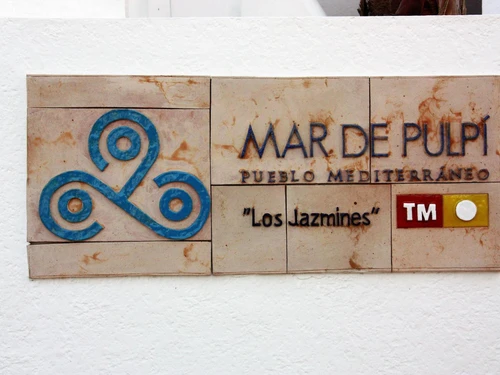 MAR DE PULPÍ
PUEBLO MEDITERRÁNEO
"Los Jazmines"
TM